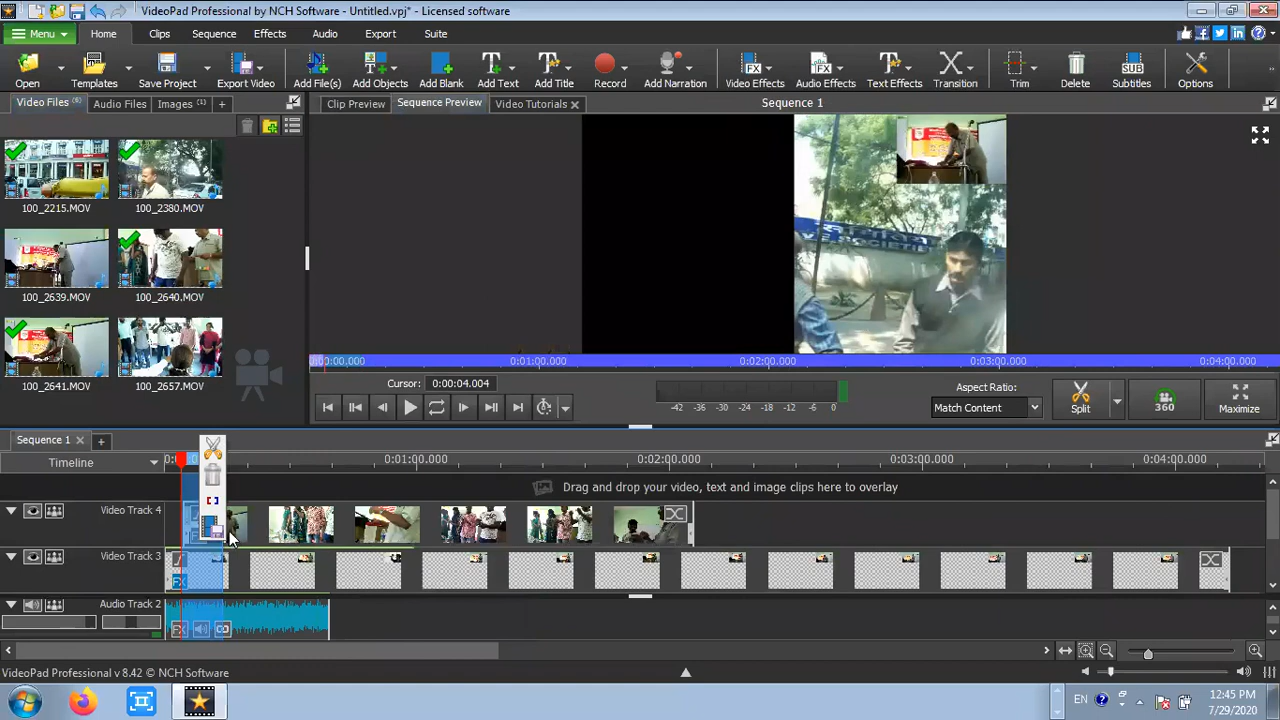 VideoPad Professional by NCH Software - Untitled.vpj* - Licensed software
Menu Home Clips Sequence Effects Audio Export Suite
Open Templates Save Project Export Video Add File(s) Add Objects Add Blank Add Text Add Title Record Add Narration Video Effects Audio Effects Text Effects Transition Trim Delete Subtitles Options
Video Files (6) Audio Files Images (1) +
Clip Preview Sequence Preview Video Tutorials
Sequence 1
100_2215.MOV 100_2380.MOV
100_2639.MOV 100_2640.MOV
100_2641.MOV 100_2657.MOV
0:01:00.000 0:02:00.000 0:03:00.000 0:04:00.000
Cursor: 0:00:04.004
-42 -36 -30 -24 -18 -12 -6 0
Aspect Ratio:
Match Content
Split
360
Maximize
Sequence 1
Timeline
0:01:00.000 0:02:00.000 0:03:00.000 0:04:00.000
Drag and drop your video, text and image clips here to overlay
Video Track 4
Video Track 3
FX
Audio Track 2
FX
VideoPad Professional v 8.42 © NCH Software
EN
12:45 PM
7/29/2020